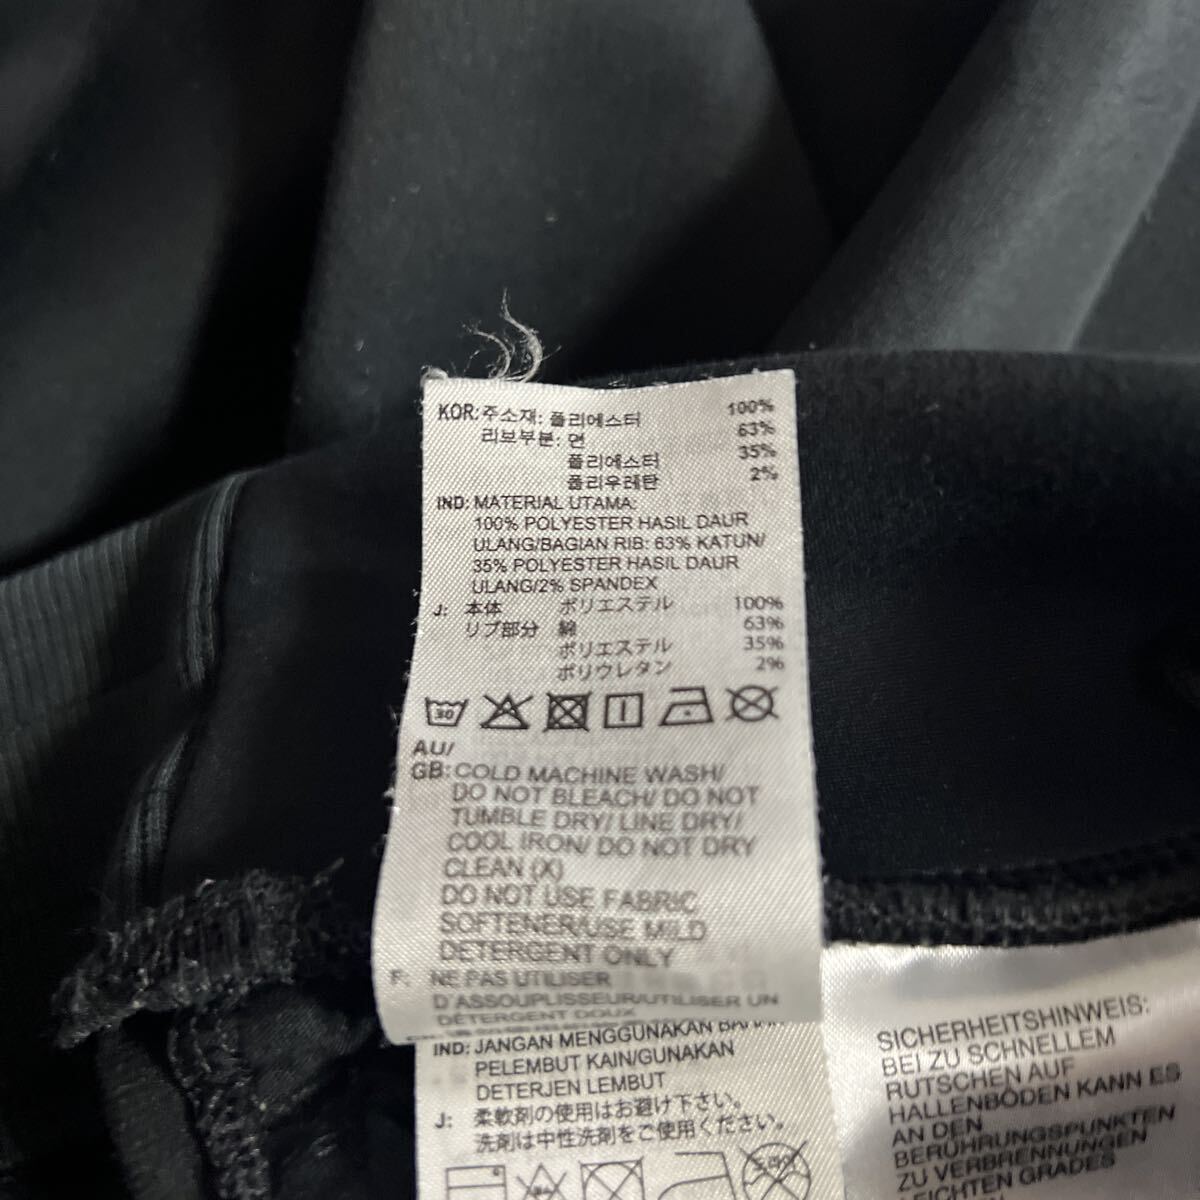 KOR: 주소재: 폴리에스터 100%
리브부분: 면 63%
폴리에스터 35%
폴리우레탄 2%
IND: MATERIAL UTAMA:
100% POLYESTER HASIL DAUR
ULANG/BAGIAN RIB: 63% KATUN/
35% POLYESTER HASIL DAUR
ULANG/2% SPANDEX
J: 本体 ポリエステル 100%
リブ部分 綿 63%
ポリエステル 35%
ポリウレタン 2%
30
AU/
GB: COLD MACHINE WASH/
DO NOT BLEACH/ DO NOT
TUMBLE DRY/ LINE DRY/
COOL IRON/ DO NOT DRY
CLEAN (X)
DO NOT USE FABRIC
SOFTENER/USE MILD
DETERGENT ONLY
F: NE PAS UTILISER
D'ASSOUPLISSEUR/UTILISER UN
DÉTERGENT DOUX
IND: JANGAN MENGGUNAKAN BAHAN
PELEMBUT KAIN/GUNAKAN
DETERJEN LEMBUT
J: 柔軟剤の使用はお避け下さい。
洗剤は中性洗剤をご使用ください。
SICHERHEITSHINWEIS:
BEI ZU SCHNELLEM
RUTSCHEN AUF
HALLENBÖDEN KANN ES
AN DEN
BERÜHRUNGSPUNKTEN
ZU VERBRENNUNGEN
LEICHTEN GRADES